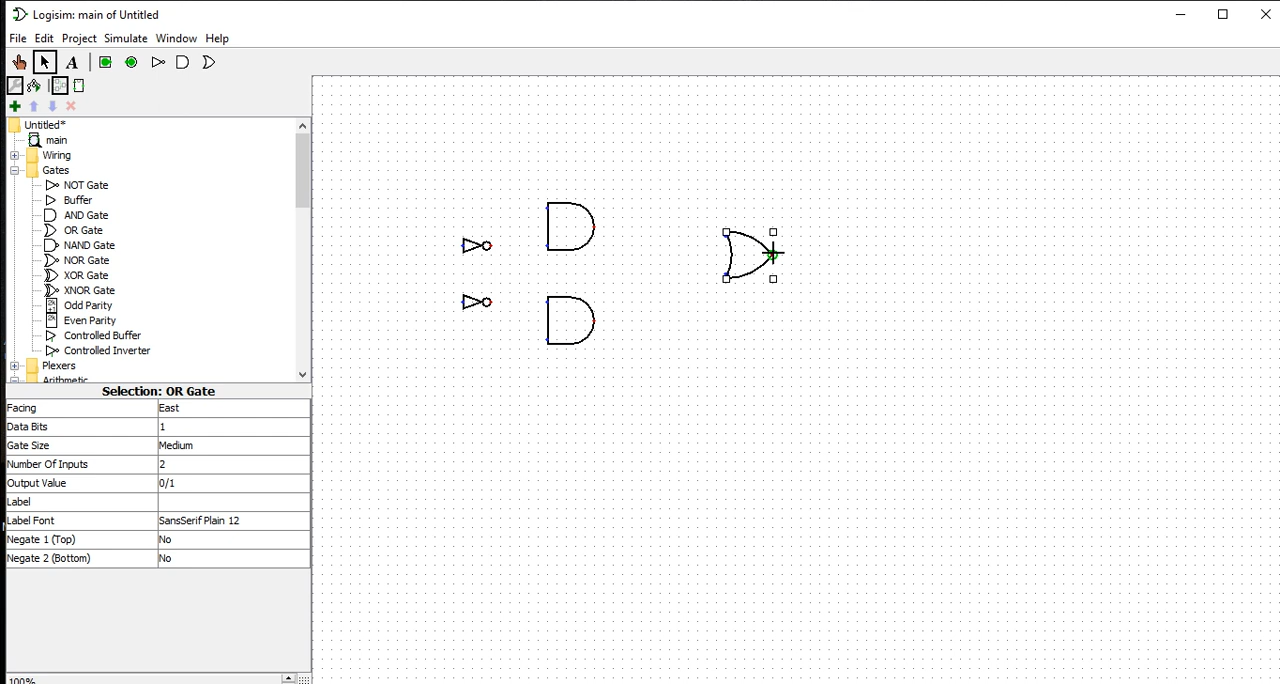 Logisim: main of Untitled
File Edit Project Simulate Window Help
A
Untitled*
main
Wiring
Gates
NOT Gate
Buffer
AND Gate
OR Gate
NAND Gate
NOR Gate
XOR Gate
XNOR Gate
Odd Parity
Even Parity
Controlled Buffer
Controlled Inverter
Plexers
Arithmetic
Selection: OR Gate
Facing East
Data Bits 1
Gate Size Medium
Number Of Inputs 2
Output Value 0/1
Label
Label Font SansSerif Plain 12
Negate 1 (Top) No
Negate 2 (Bottom) No
100%